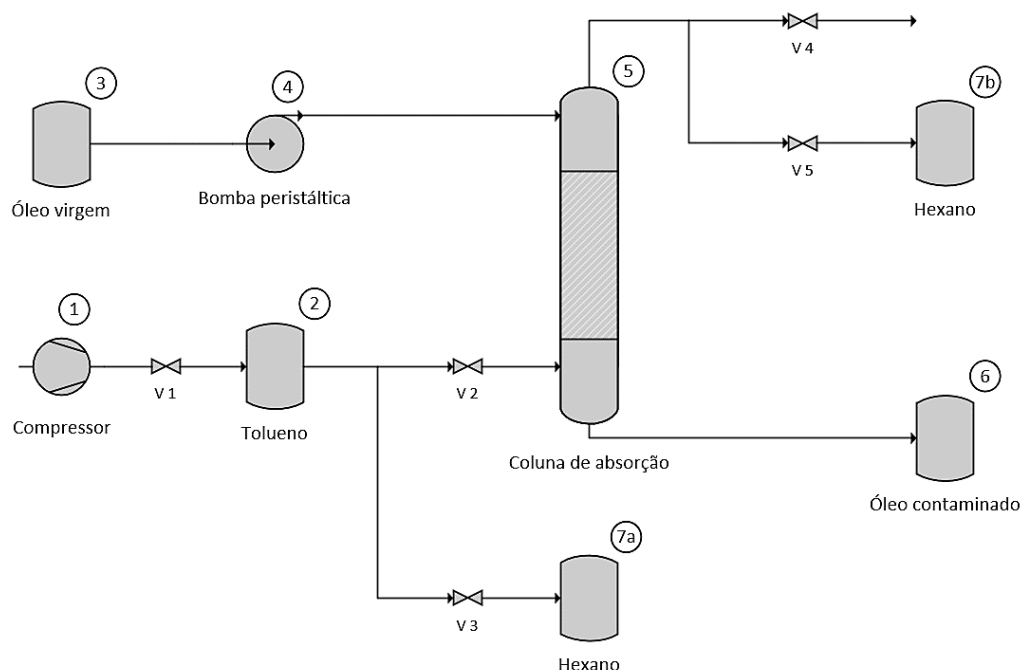 V 4
3
4
5
7b
V 5
Óleo virgem
Bomba peristáltica
Hexano
1
2
V 1
V 2
6
Compressor
Tolueno
Coluna de absorção
Óleo contaminado
7a
V 3
Hexano